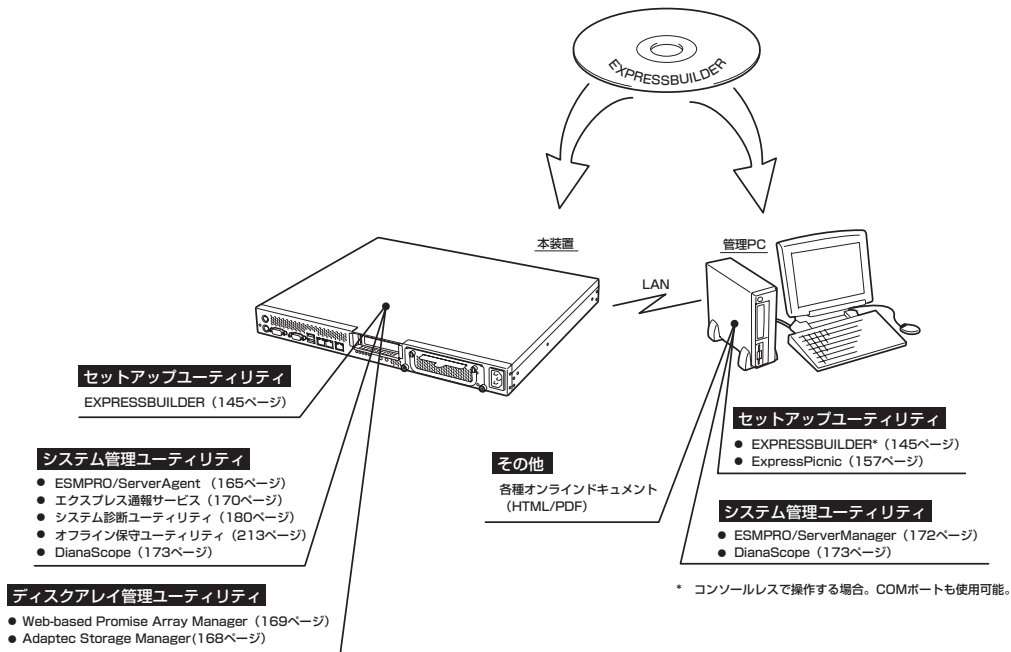 EXPRESSBUILDER
本装置
管理PC
LAN
セットアップユーティリティ
EXPRESSBUILDER（145ページ）
システム管理ユーティリティ
● ESMPRO/ServerAgent （165ページ）
● エクスプレス通報サービス（170ページ）
● システム診断ユーティリティ（180ページ）
● オフライン保守ユーティリティ（213ページ）
● DianaScope（173ページ）
ディスクアレイ管理ユーティリティ
● Web-based Promise Array Manager（169ページ）
● Adaptec Storage Manager(168ページ）
その他
各種オンラインドキュメント
（HTML/PDF）
セットアップユーティリティ
● EXPRESSBUILDER*（145ページ）
● ExpressPicnic（157ページ）
システム管理ユーティリティ
● ESMPRO/ServerManager（172ページ）
● DianaScope（173ページ）
* コンソールレスで操作する場合。COMポートも使用可能。